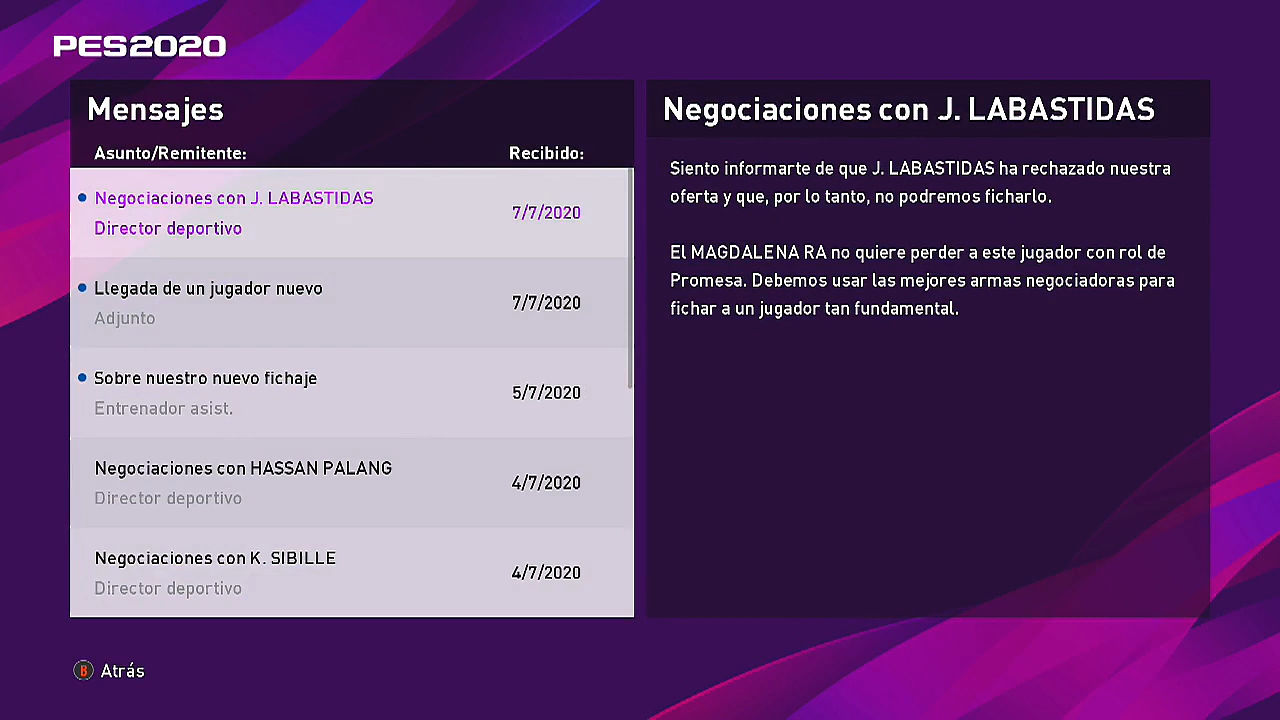 PES2020
Mensajes
Asunto/Remitente:
Recibido:
Negociaciones con J. LABASTIDAS
Director deportivo
7/7/2020
Llegada de un jugador nuevo
Adjunto
7/7/2020
Sobre nuestro nuevo fichaje
Entrenador asist.
5/7/2020
Negociaciones con HASSAN PALANG
Director deportivo
4/7/2020
Negociaciones con K. SIBILLE
Director deportivo
4/7/2020
Negociaciones con J. LABASTIDAS
Siento informarte de que J. LABASTIDAS ha rechazado nuestra
oferta y que, por lo tanto, no podremos ficharlo.
El MAGDALENA RA no quiere perder a este jugador con rol de
Promesa. Debemos usar las mejores armas negociadoras para
fichar a un jugador tan fundamental.
B Atrás